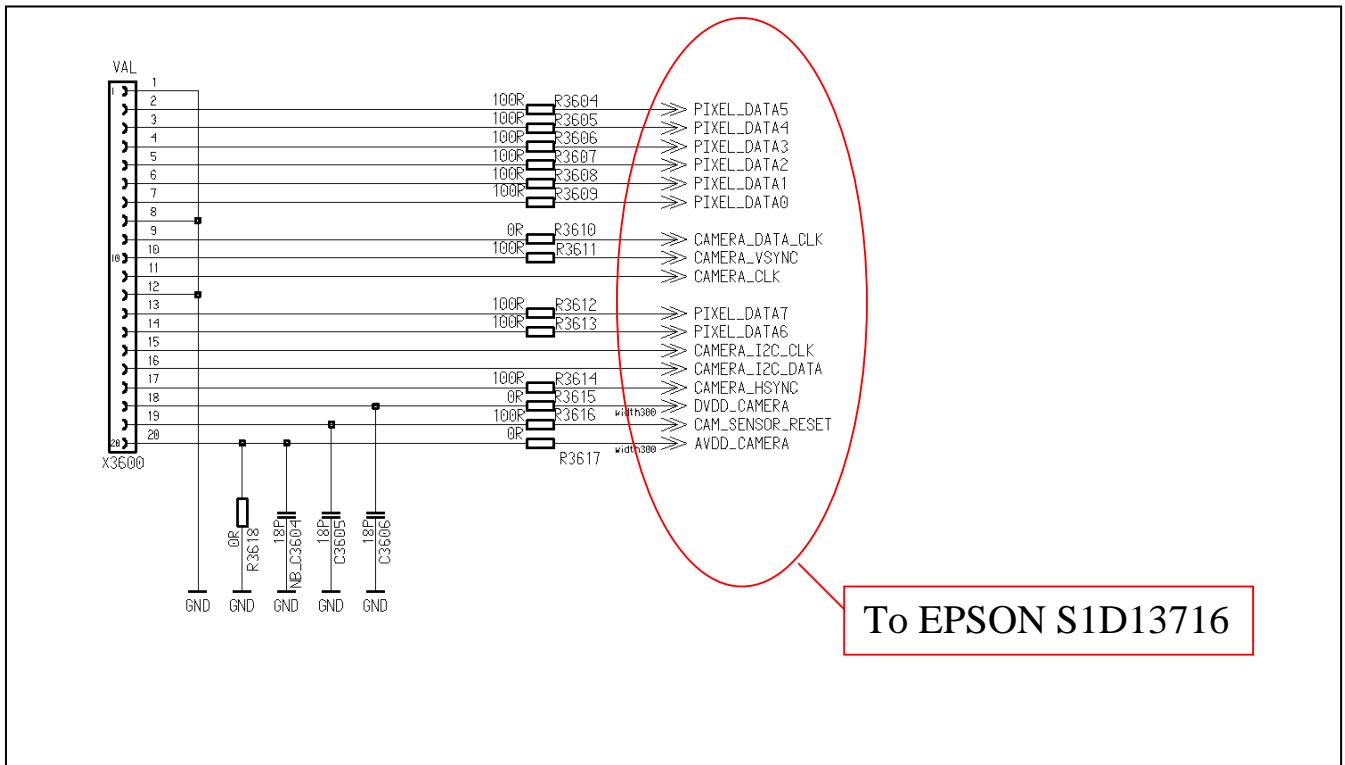 VAL
1
1
2 100R R3604 PIXEL_DATA5
3 100R R3605 PIXEL_DATA4
4 100R R3606 PIXEL_DATA3
5 100R R3607 PIXEL_DATA2
6 100R R3608 PIXEL_DATA1
7 100R R3609 PIXEL_DATA0
8
9 0R R3610 CAMERA_DATA_CLK
10 10 100R R3611 CAMERA_VSYNC
11 CAMERA_CLK
12
13 100R R3612 PIXEL_DATA7
14 100R R3613 PIXEL_DATA6
15 CAMERA_I2C_CLK
16 CAMERA_I2C_DATA
17 100R R3614 CAMERA_HSYNC
18 0R R3615 width300 DVDD_CAMERA
19 100R R3616 CAM_SENSOR_RESET
20 20 0R R3617 width300 AVDD_CAMERA
X3600
0R R3618
18P NB_C3604
18P C3605
18P C3606
GND GND GND GND GND
To EPSON S1D13716